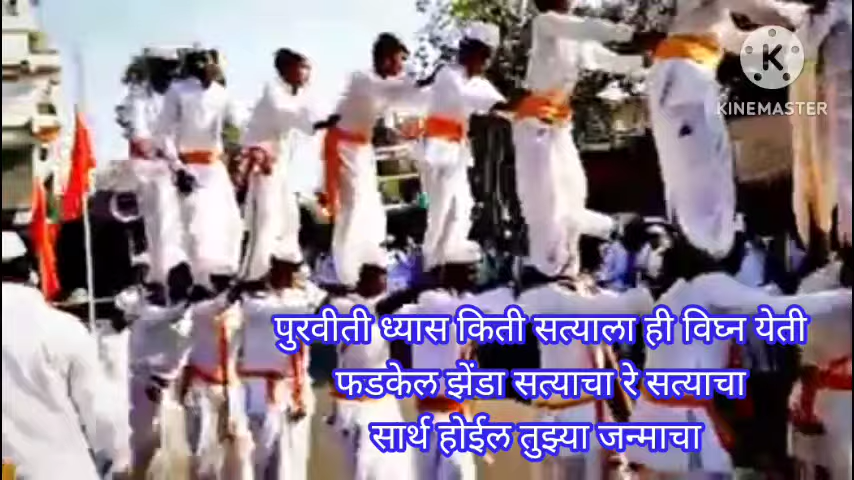 KINEMASTER
पुरवीती ध्यास किती सत्याला ही विघ्न येती
फडकेल झेंडा सत्याचा रे सत्याचा
सार्थ होईल तुझ्या जन्माचा